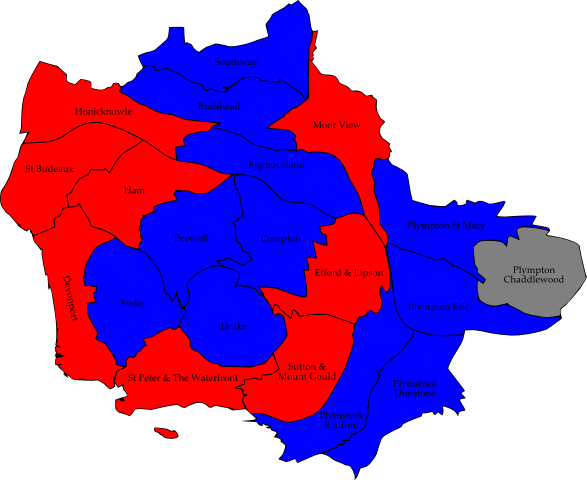 Southway
Budshead
Honicknowle
Moor View
Eggbuckland
St Budeaux
Ham
Plympton St Mary
Peverell
Compton
Efford & Lipson
Plympton
Chaddlewood
Devonport
Stoke
Plympton Erle
Drake
Sutton &
Mount Gould
St Peter & The Waterfront
Plymstock
Dunstone
Plymstock
Radford